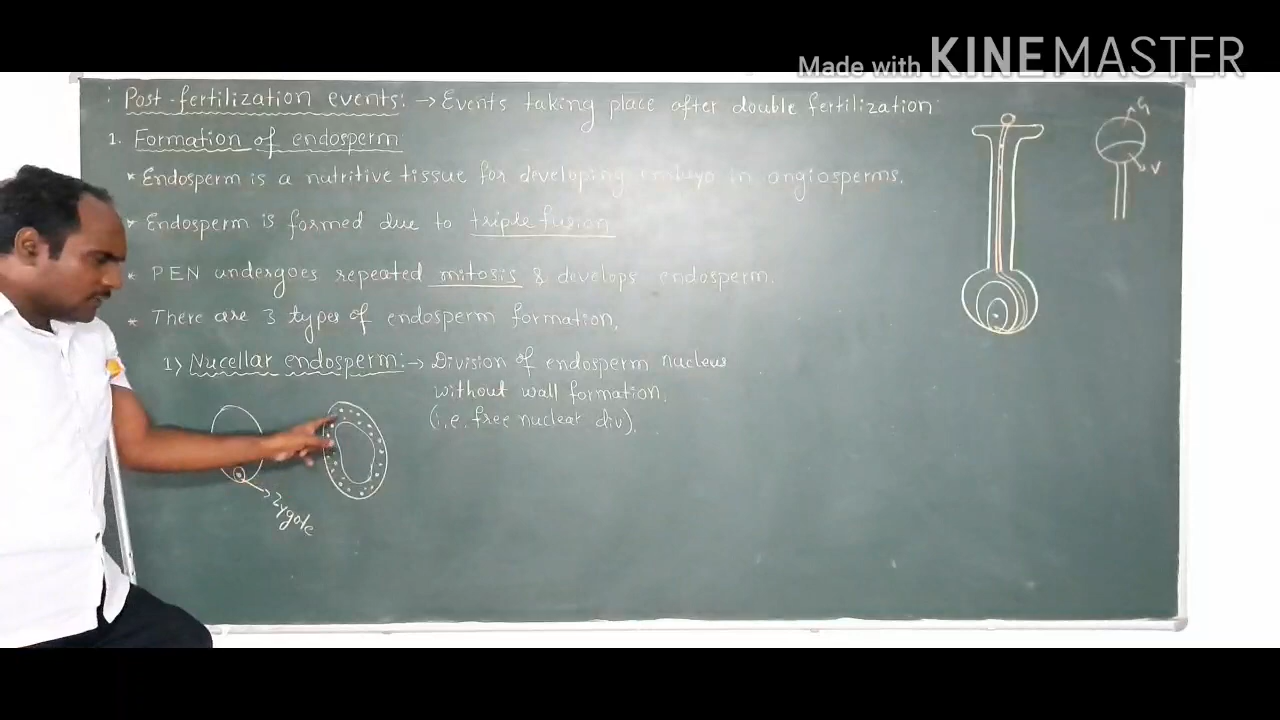 Made with KINEMASTER
: Post-fertilization events: → Events taking place after double fertilization:
1. Formation of endosperm
* Endosperm is a nutritive tissue for developing embryo in angiosperms.
* Endosperm is formed due to triple fusion
* PEN undergoes repeated mitosis & develops endosperm.
* There are 3 types of endosperm formation.
1) Nucellar endosperm: → Division of endosperm nucleus
without wall formation.
(i.e. free nuclear div).
→ Zygote
G
V